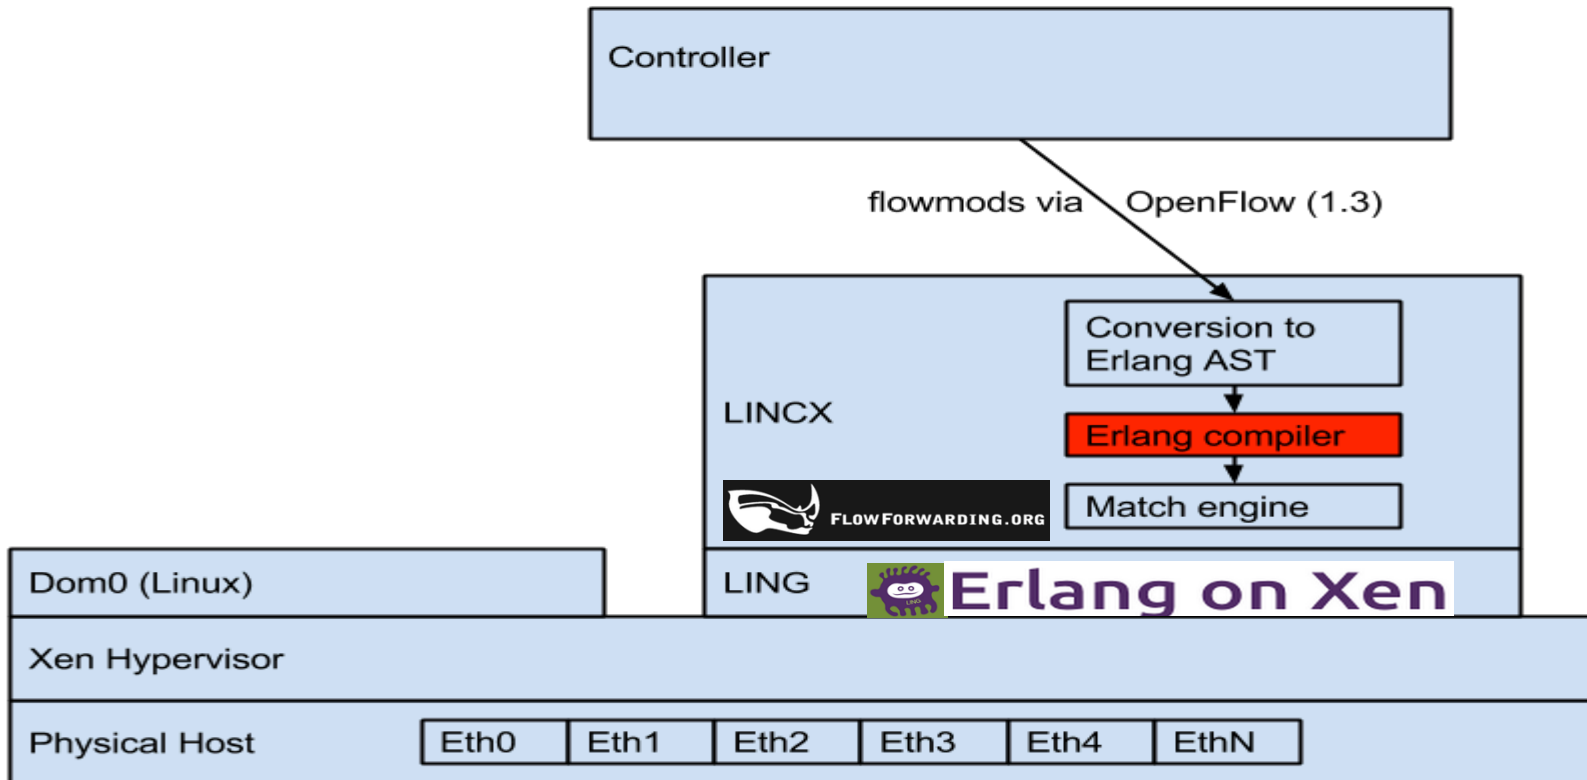 Controller
flowmods via OpenFlow (1.3)
Conversion to
Erlang AST
LINCX
Erlang compiler
FLOWFORWARDING.ORG
Match engine
Dom0 (Linux)
LING
LING
Erlang on Xen
Xen Hypervisor
Physical Host
Eth0
Eth1
Eth2
Eth3
Eth4
EthN